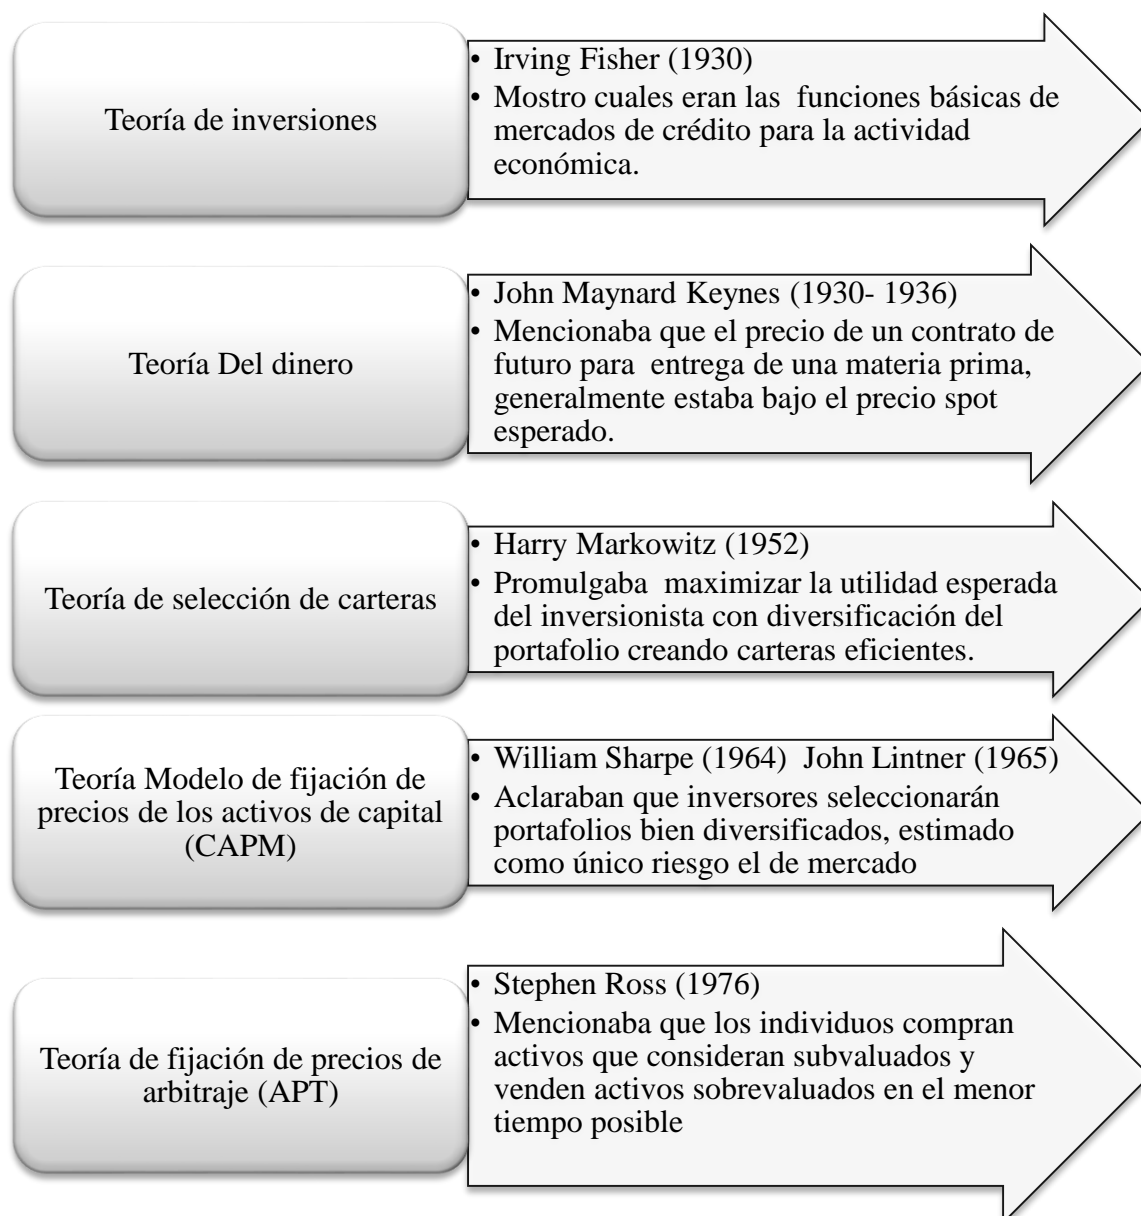 Teoría de inversiones
• Irving Fisher (1930)
• Mostro cuales eran las funciones básicas de
mercados de crédito para la actividad
económica.
Teoría Del dinero
• John Maynard Keynes (1930- 1936)
• Mencionaba que el precio de un contrato de
futuro para entrega de una materia prima,
generalmente estaba bajo el precio spot
esperado.
Teoría de selección de carteras
• Harry Markowitz (1952)
• Promulgaba maximizar la utilidad esperada
del inversionista con diversificación del
portafolio creando carteras eficientes.
Teoría Modelo de fijación de
precios de los activos de capital
(CAPM)
• William Sharpe (1964) John Lintner (1965)
• Aclaraban que inversores seleccionarán
portafolios bien diversificados, estimado
como único riesgo el de mercado
Teoría de fijación de precios de
arbitraje (APT)
• Stephen Ross (1976)
• Mencionaba que los individuos compran
activos que consideran subvaluados y
venden activos sobrevaluados en el menor
tiempo posible